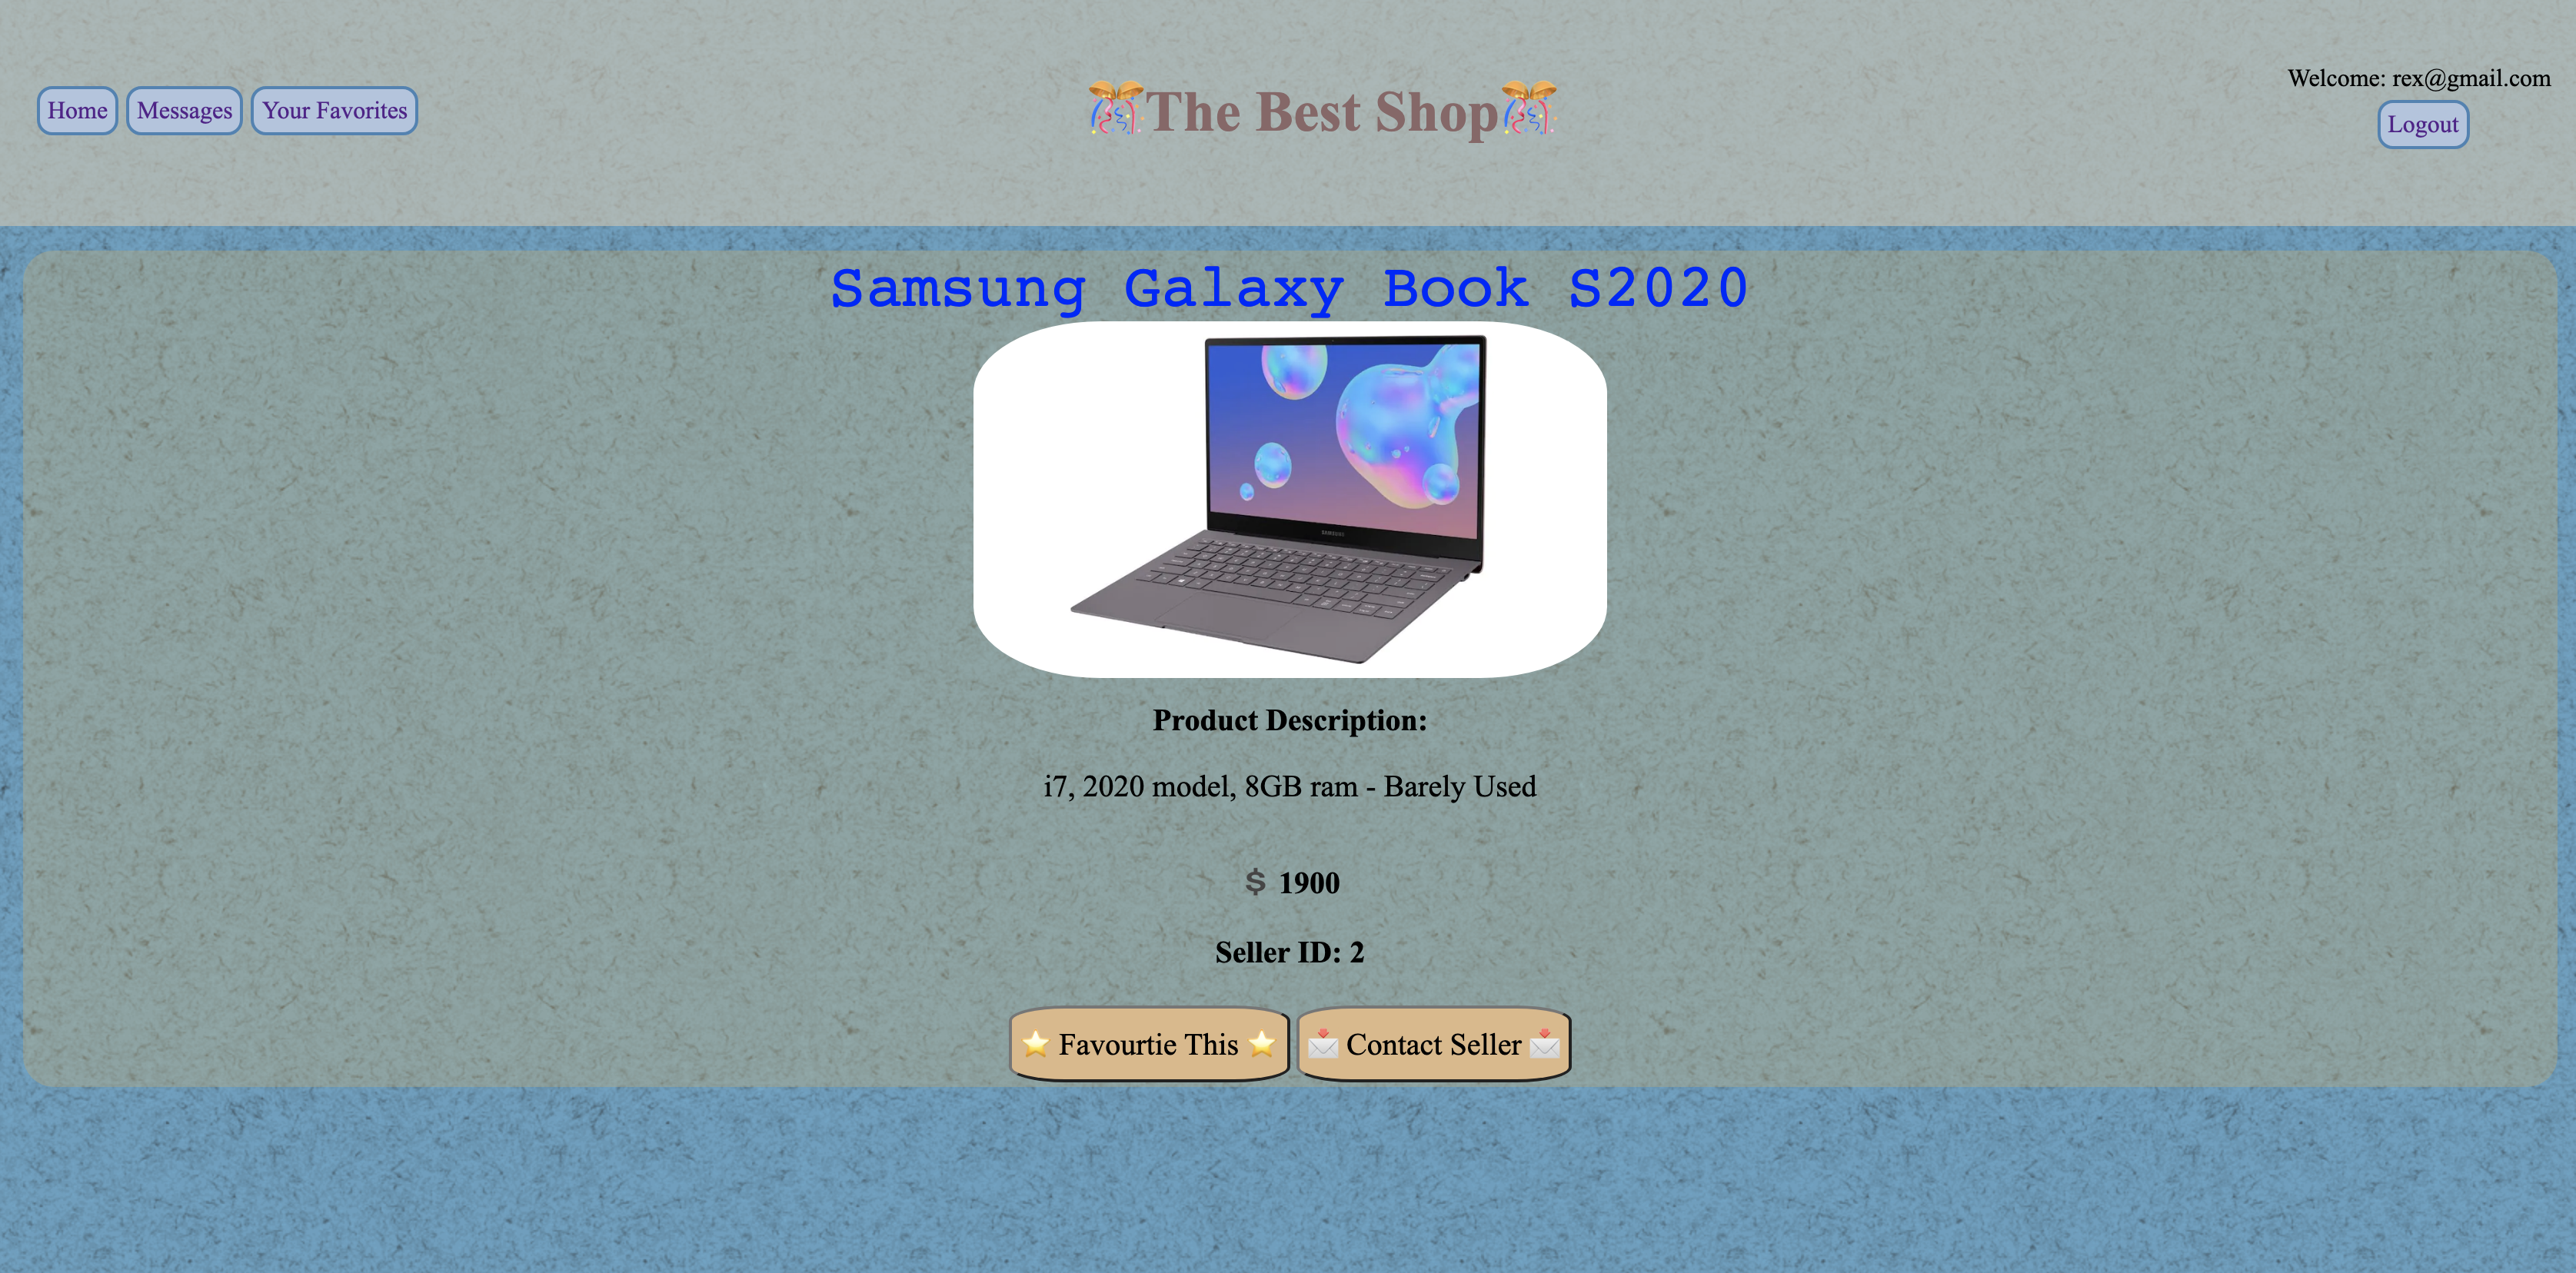 Home Messages Your Favorites
🎊The Best Shop🎊
Welcome: rex@gmail.com
Logout
Samsung Galaxy Book S2020
SAMSUNG
Product Description:
i7, 2020 model, 8GB ram - Barely Used
$ 1900
Seller ID: 2
⭐ Favourtie This ⭐ 📩 Contact Seller 📩